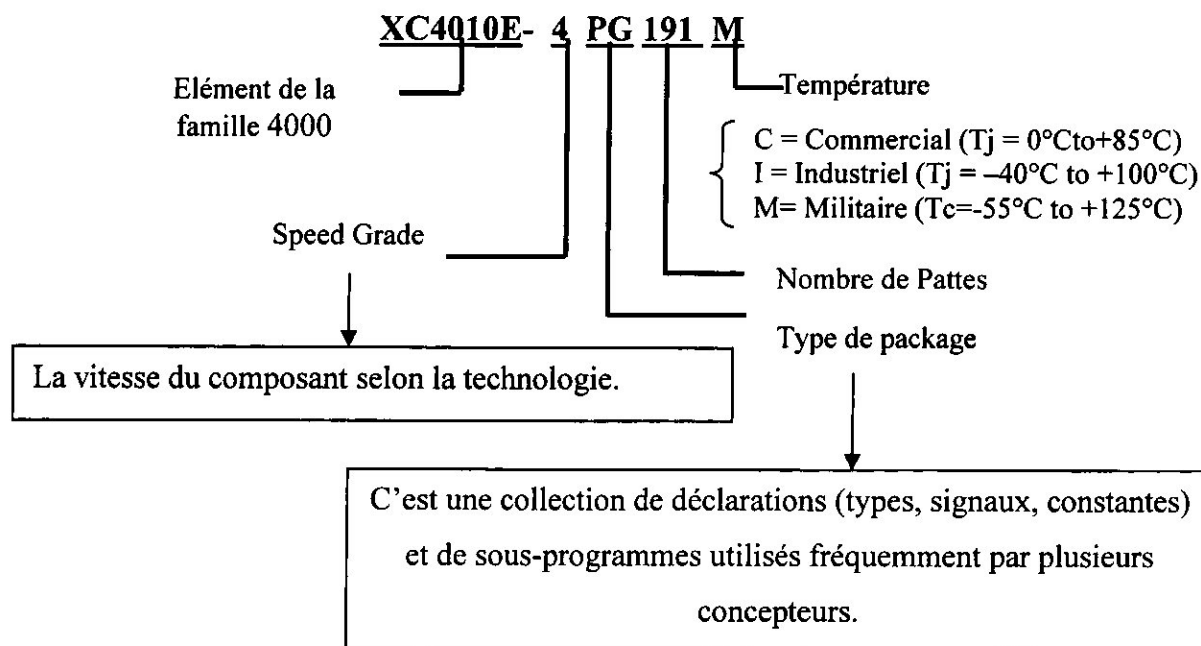 XC4010E- 4 PG 191 M
Elément de la
famille 4000
Température
C = Commercial (Tj = 0°Cto+85°C)
I = Industriel (Tj = –40°C to +100°C)
M= Militaire (Tc=-55°C to +125°C)
Speed Grade
Nombre de Pattes
Type de package
La vitesse du composant selon la technologie.
C’est une collection de déclarations (types, signaux, constantes)
et de sous-programmes utilisés fréquemment par plusieurs
concepteurs.